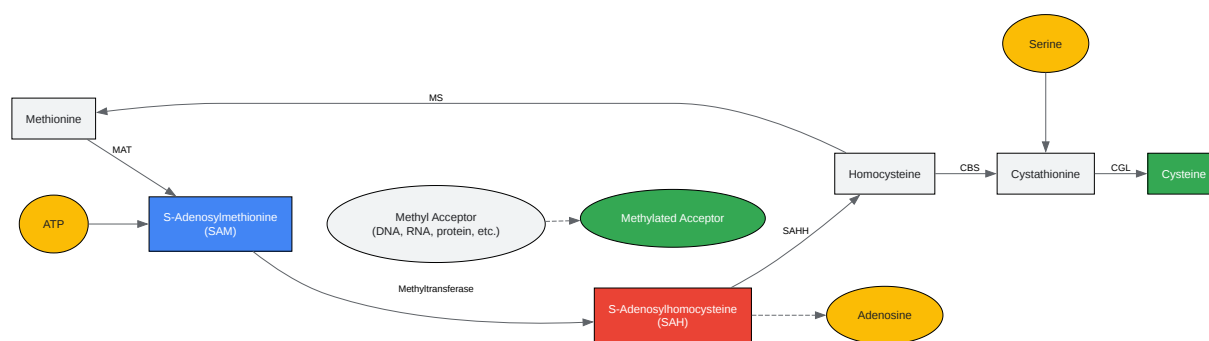 Serine
MS
Methionine
MAT
Homocysteine
CBS
Cystathionine
CGL
Cysteine
ATP
S-Adenosylmethionine
(SAM)
Methyl Acceptor
(DNA, RNA, protein, etc.)
Methylated Acceptor
SAHH
Methyltransferase
S-Adenosylhomocysteine
(SAH)
Adenosine